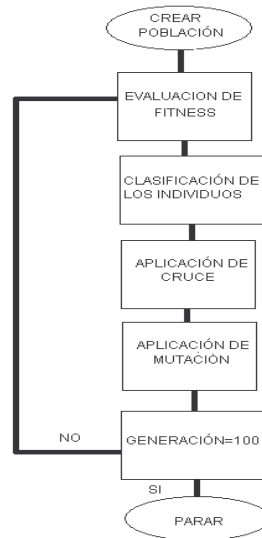 CREAR
POBLACIÓN
EVALUACION DE
FITNESS
CLASIFICACIÓN DE
LOS INDIVIDUOS
APLICACIÓN DE
CRUCE
APLICACIÓN DE
MUTACIÓN
NO
GENERACIÓN=100
SI
PARAR